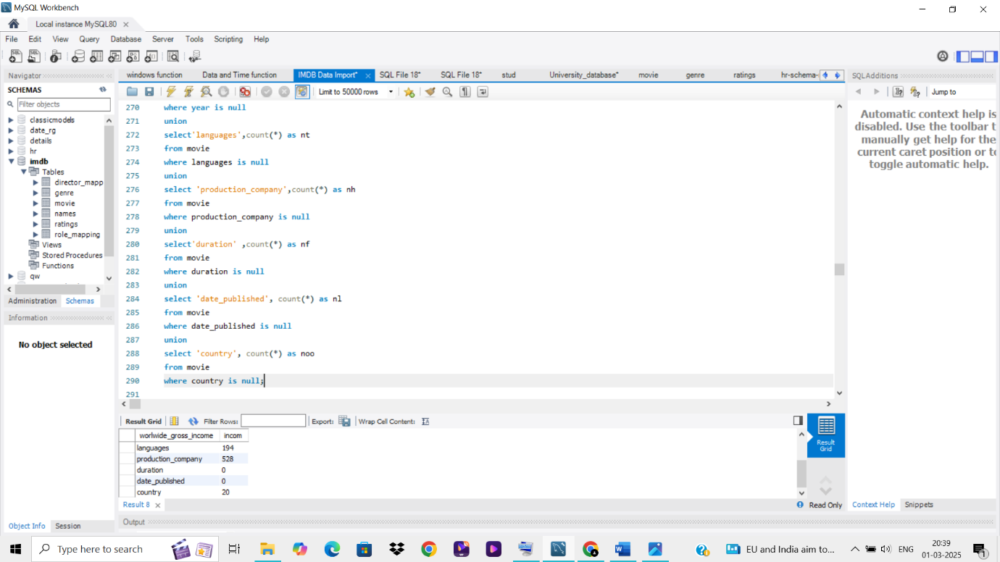 MySQL Workbench
Local instance MySQL80
File Edit View Query Database Server Tools Scripting Help
Navigator
SCHEMAS
Filter objects
classicmodels
date_rg
details
hr
imdb
Tables
director_mapp
genre
movie
names
ratings
role_mapping
Views
Stored Procedures
Functions
qw
Administration Schemas
Information
No object selected
Object Info Session
windows function Data and Time function IMDB Data Import* SQL File 18* SQL File 18* stud University_database* movie genre ratings hr-schema-
Limit to 50000 rows
270 where year is null
271 union
272 select'languages',count(*) as nt
273 from movie
274 where languages is null
275 union
276 select 'production_company',count(*) as nh
277 from movie
278 where production_company is null
279 union
280 select'duration' ,count(*) as nf
281 from movie
282 where duration is null
283 union
284 select 'date_published', count(*) as nl
285 from movie
286 where date_published is null
287 union
288 select 'country', count(*) as noo
289 from movie
290 where country is null;
291
Result Grid Filter Rows: Export: Wrap Cell Content:
worlwide_gross_income incom
languages 194
production_company 528
duration 0
date_published 0
country 20
Result Grid
Result 8
Read Only
Output
SQLAdditions
Jump to
Automatic context help is
disabled. Use the toolbar t
manually get help for the
current caret position or to
toggle automatic help.
Context Help Snippets
Type here to search
EU and India aim to...
ENG
20:39
01-03-2025
1